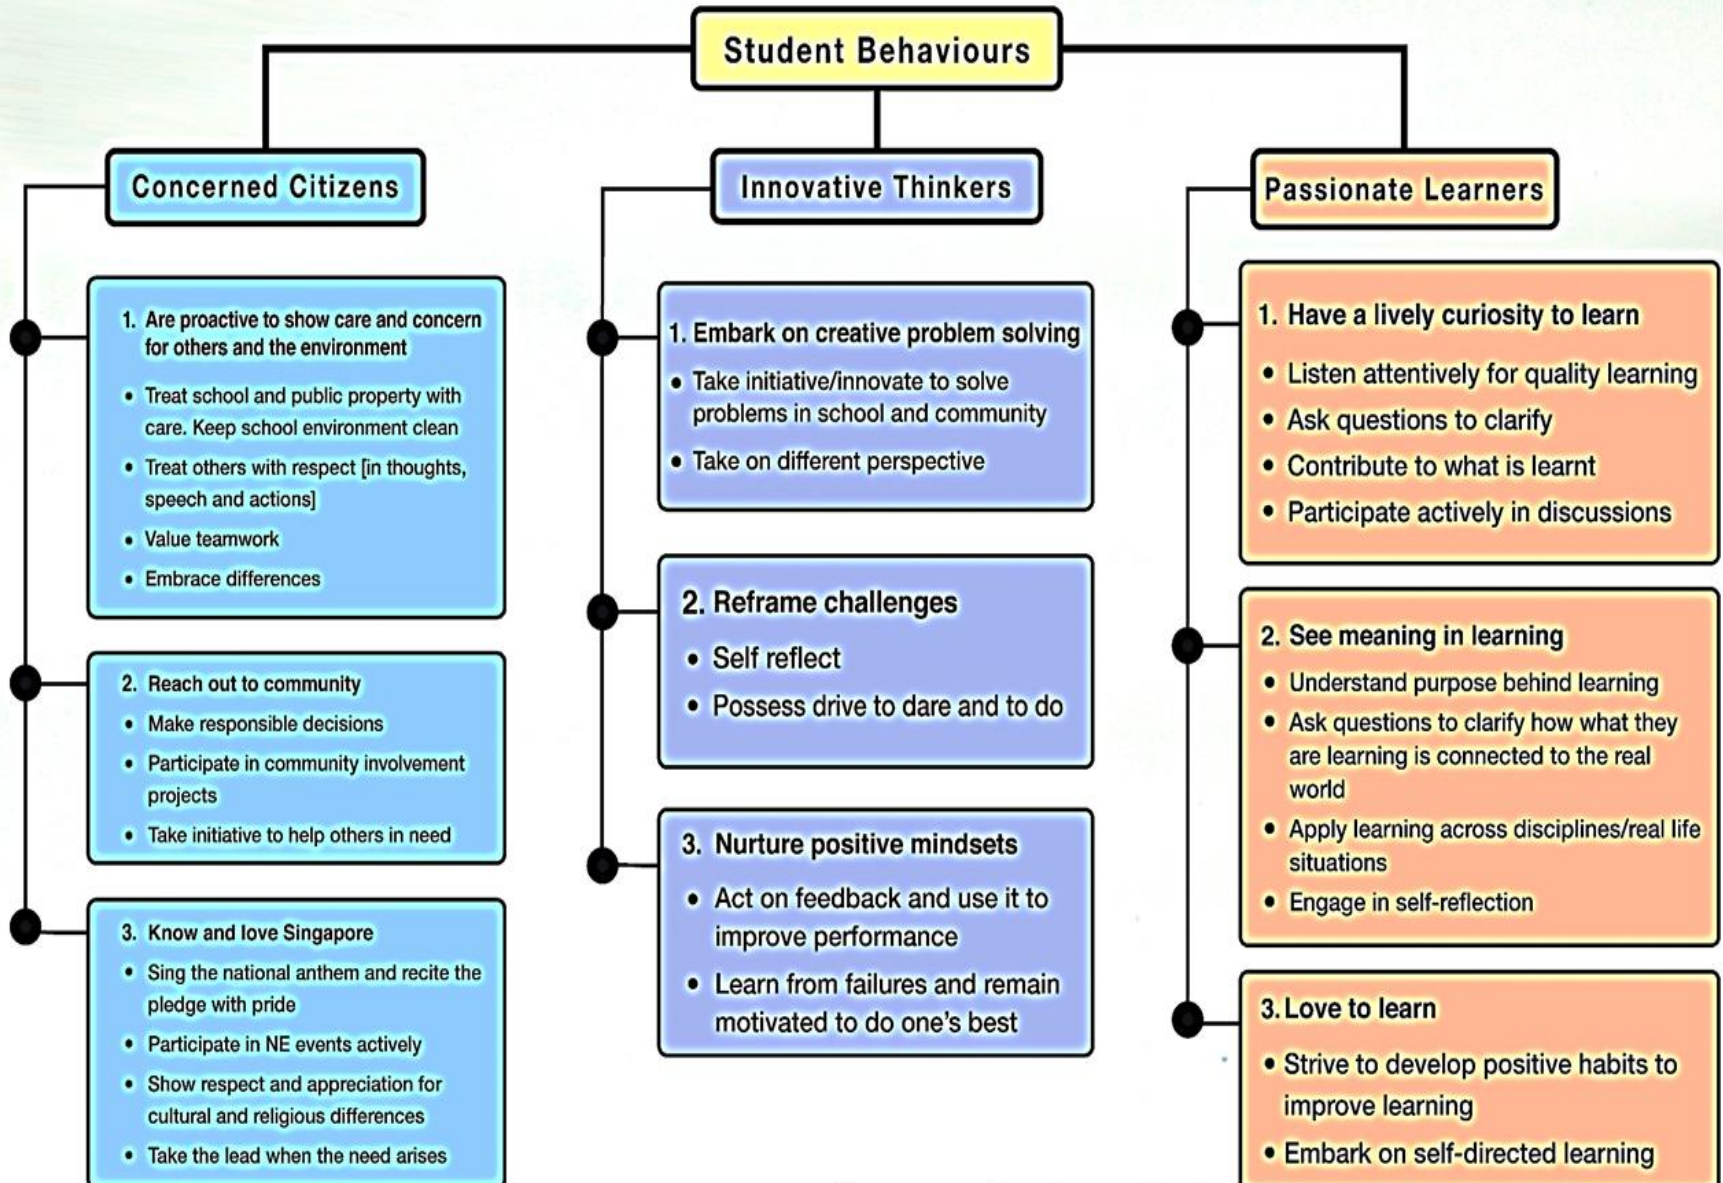 Student Behaviours
Concerned Citizens
1. Are proactive to show care and concern
for others and the environment
• Treat school and public property with
care. Keep school environment clean
• Treat others with respect [in thoughts,
speech and actions]
• Value teamwork
• Embrace differences
2. Reach out to community
• Make responsible decisions
• Participate in community involvement
projects
• Take initiative to help others in need
3. Know and love Singapore
• Sing the national anthem and recite the
pledge with pride
• Participate in NE events actively
• Show respect and appreciation for
cultural and religious differences
• Take the lead when the need arises
Innovative Thinkers
1. Embark on creative problem solving
• Take initiative/innovate to solve
problems in school and community
• Take on different perspective
2. Reframe challenges
• Self reflect
• Possess drive to dare and to do
3. Nurture positive mindsets
• Act on feedback and use it to
improve performance
• Learn from failures and remain
motivated to do one's best
Passionate Learners
1. Have a lively curiosity to learn
• Listen attentively for quality learning
• Ask questions to clarify
• Contribute to what is learnt
• Participate actively in discussions
2. See meaning in learning
• Understand purpose behind learning
• Ask questions to clarify how what they
are learning is connected to the real
world
• Apply learning across disciplines/real life
situations
• Engage in self-reflection
3. Love to learn
• Strive to develop positive habits to
improve learning
• Embark on self-directed learning